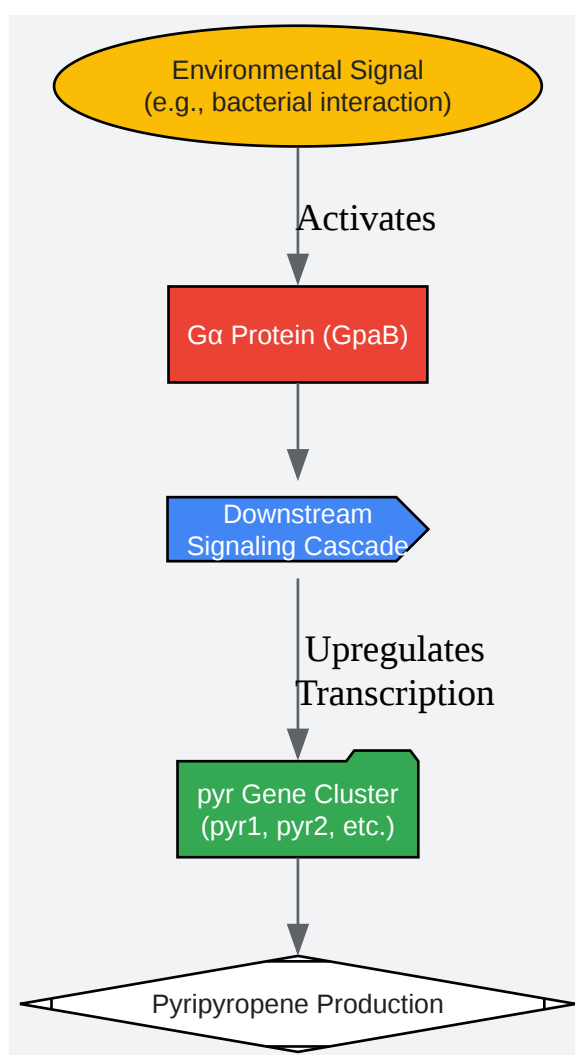 Environmental Signal
(e.g., bacterial interaction)
Activates
Gα Protein (GpaB)
Downstream
Signaling Cascade
Upregulates
Transcription
pyr Gene Cluster
(pyr1, pyr2, etc.)
Pyripyropene Production